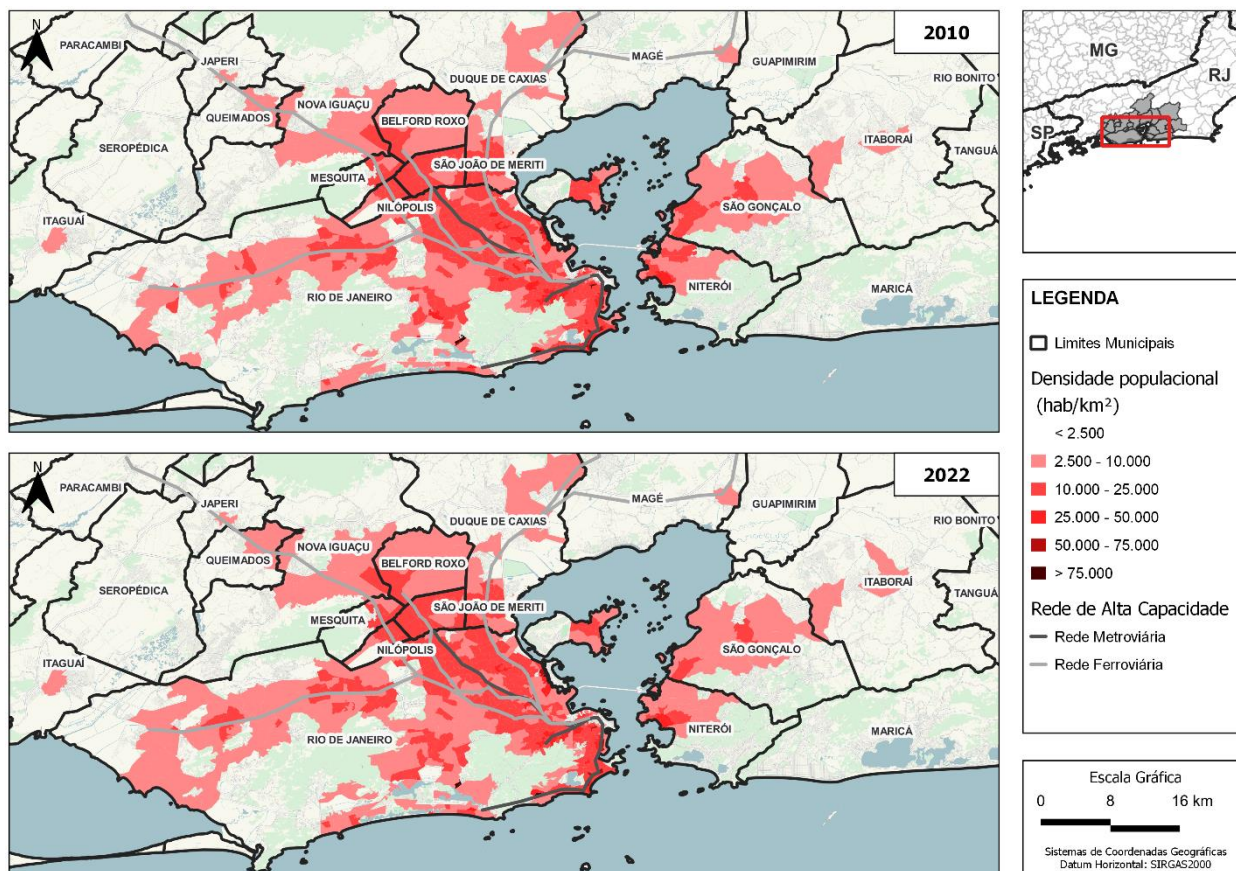 N
2010
PARACAMBI
JAPERI
MAGÉ
GUAPIMIRIM
DUQUE DE CAXIAS
RIO BONITO
NOVA IGUAÇU
QUEIMADOS
BELFORD ROXO
ITABORAÍ
SEROPÉDICA
TANGUÁ
SÃO JOÃO DE MERITI
MESQUITA
NILÓPOLIS
SÃO GONÇALO
ITAGUAÍ
NITERÓI
MARICÁ
RIO DE JANEIRO
N
2022
PARACAMBI
JAPERI
MAGÉ
GUAPIMIRIM
DUQUE DE CAXIAS
RIO BONITO
NOVA IGUAÇU
QUEIMADOS
BELFORD ROXO
ITABORAÍ
SEROPÉDICA
TANGUÁ
SÃO JOÃO DE MERITI
MESQUITA
NILÓPOLIS
SÃO GONÇALO
ITAGUAÍ
NITERÓI
MARICÁ
RIO DE JANEIRO
MG
RJ
SP
LEGENDA
Limites Municipais
Densidade populacional
(hab/km²)
< 2.500
2.500 - 10.000
10.000 - 25.000
25.000 - 50.000
50.000 - 75.000
> 75.000
Rede de Alta Capacidade
Rede Metroviária
Rede Ferroviária
Escala Gráfica
0 8 16 km
Sistemas de Coordenadas Geográficas
Datum Horizontal: SIRGAS2000